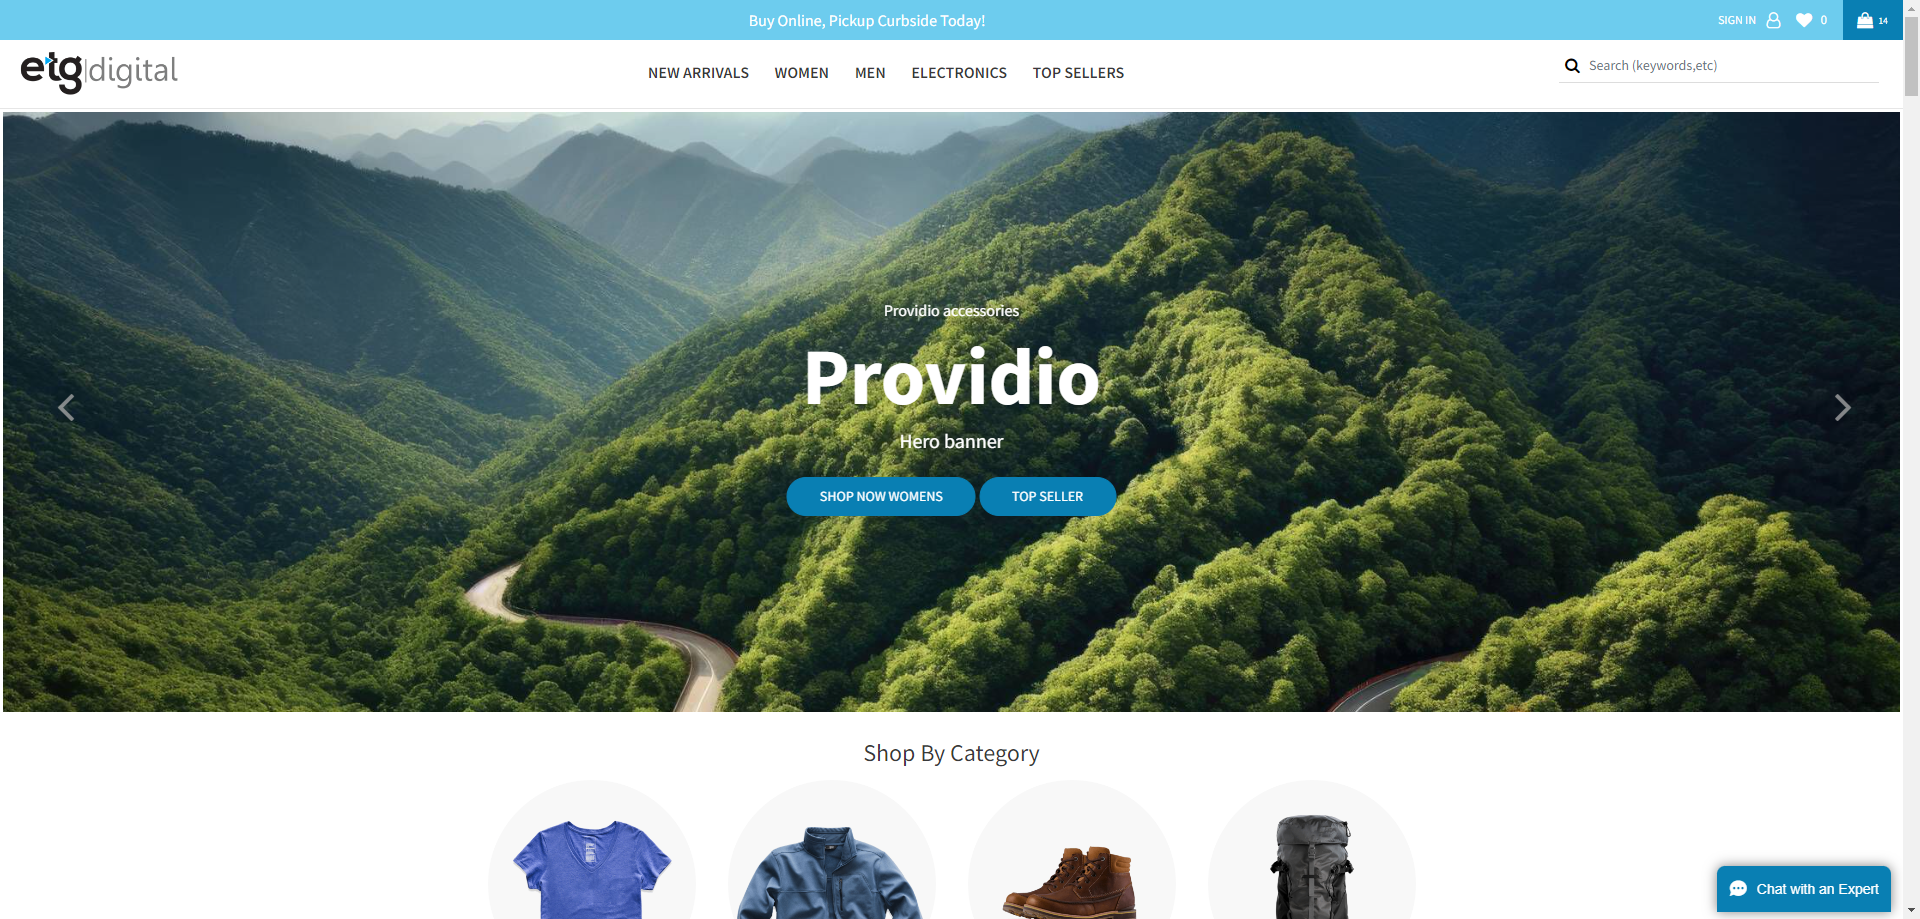 Buy Online, Pickup Curbside Today!
SIGN IN
0
14
etg|digital
NEW ARRIVALS WOMEN MEN ELECTRONICS TOP SELLERS
Search (keywords,etc)
Providio accessories
Providio
Hero banner
SHOP NOW WOMENS
TOP SELLER
Shop By Category
Chat with an Expert